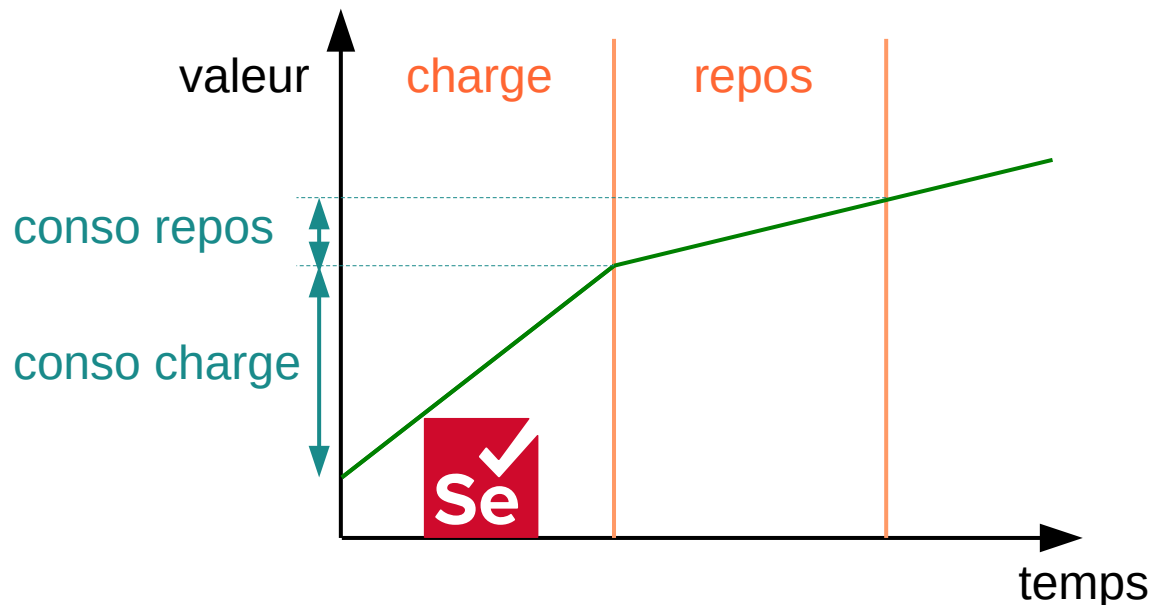 valeur
charge
repos
conso repos
conso charge
Se
temps